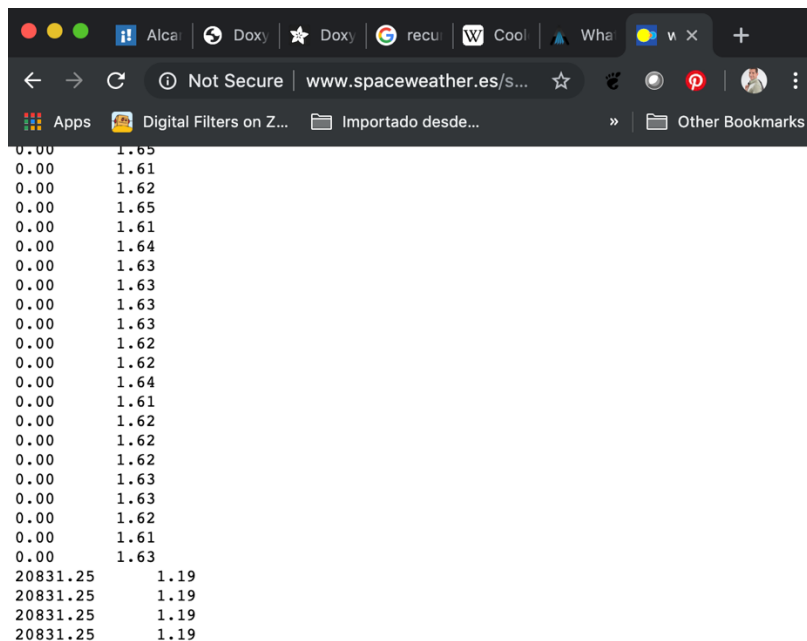 Alca
Doxy
Doxy
recu
Cool
Wha
w
Not Secure | www.spaceweather.es/s...
Apps
Digital Filters on Z...
Importado desde...
»
Other Bookmarks
0.00 1.65
0.00 1.61
0.00 1.62
0.00 1.65
0.00 1.61
0.00 1.64
0.00 1.63
0.00 1.63
0.00 1.63
0.00 1.63
0.00 1.62
0.00 1.62
0.00 1.64
0.00 1.61
0.00 1.62
0.00 1.62
0.00 1.62
0.00 1.63
0.00 1.63
0.00 1.62
0.00 1.61
0.00 1.63
20831.25 1.19
20831.25 1.19
20831.25 1.19
20831.25 1.19